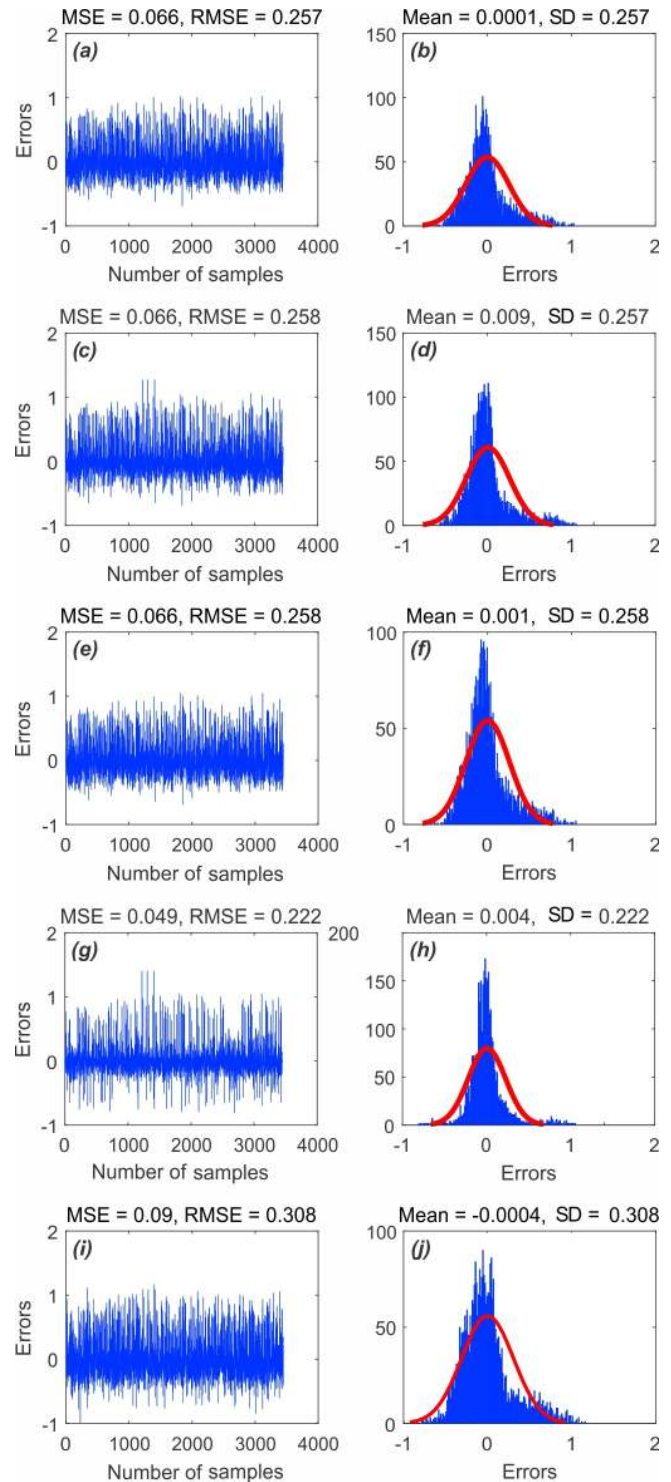 MSE = 0.066, RMSE = 0.257
Mean = 0.0001, SD = 0.257
(a)
(b)
Errors
2
1
0
-1
0 1000 2000 3000 4000
Number of samples
150
100
50
0
-1 0 1 2
Errors
MSE = 0.066, RMSE = 0.258
Mean = 0.009, SD = 0.257
(c)
(d)
Errors
2
1
0
-1
0 1000 2000 3000 4000
Number of samples
150
100
50
0
-1 0 1 2
Errors
MSE = 0.066, RMSE = 0.258
Mean = 0.001, SD = 0.258
(e)
(f)
Errors
2
1
0
-1
0 1000 2000 3000 4000
Number of samples
100
50
0
-1 0 1 2
Errors
MSE = 0.049, RMSE = 0.222
Mean = 0.004, SD = 0.222
(g)
(h)
Errors
2
1
0
-1
0 1000 2000 3000 4000
Number of samples
200
150
100
50
0
-1 0 1 2
Errors
MSE = 0.09, RMSE = 0.308
Mean = -0.0004, SD = 0.308
(i)
(j)
Errors
2
1
0
-1
0 1000 2000 3000 4000
Number of samples
100
50
0
-1 0 1 2
Errors